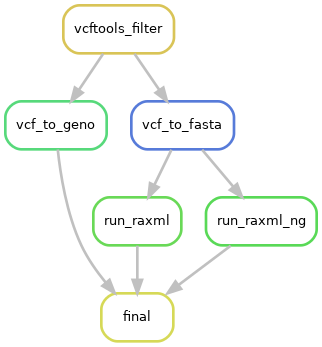 vcftools_filter
vcf_to_geno
vcf_to_fasta
run_raxml
run_raxml_ng
final